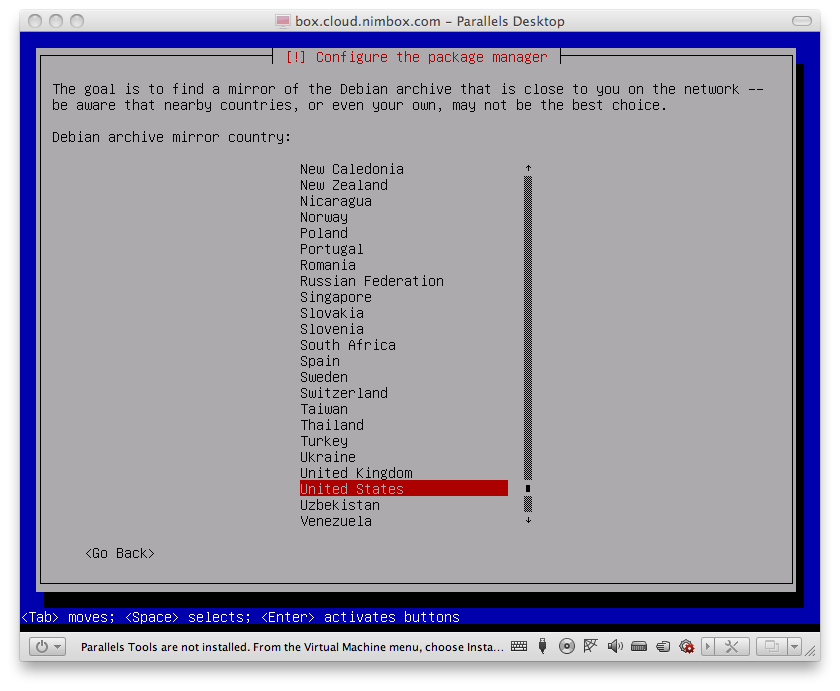 box.cloud.nimbox.com – Parallels Desktop
[!] Configure the package manager
The goal is to find a mirror of the Debian archive that is close to you on the network --
be aware that nearby countries, or even your own, may not be the best choice.
Debian archive mirror country:
New Caledonia
New Zealand
Nicaragua
Norway
Poland
Portugal
Romania
Russian Federation
Singapore
Slovakia
Slovenia
South Africa
Spain
Sweden
Switzerland
Taiwan
Thailand
Turkey
Ukraine
United Kingdom
United States
Uzbekistan
Venezuela
<Go Back>
<Tab> moves; <Space> selects; <Enter> activates buttons
Parallels Tools are not installed. From the Virtual Machine menu, choose Insta...